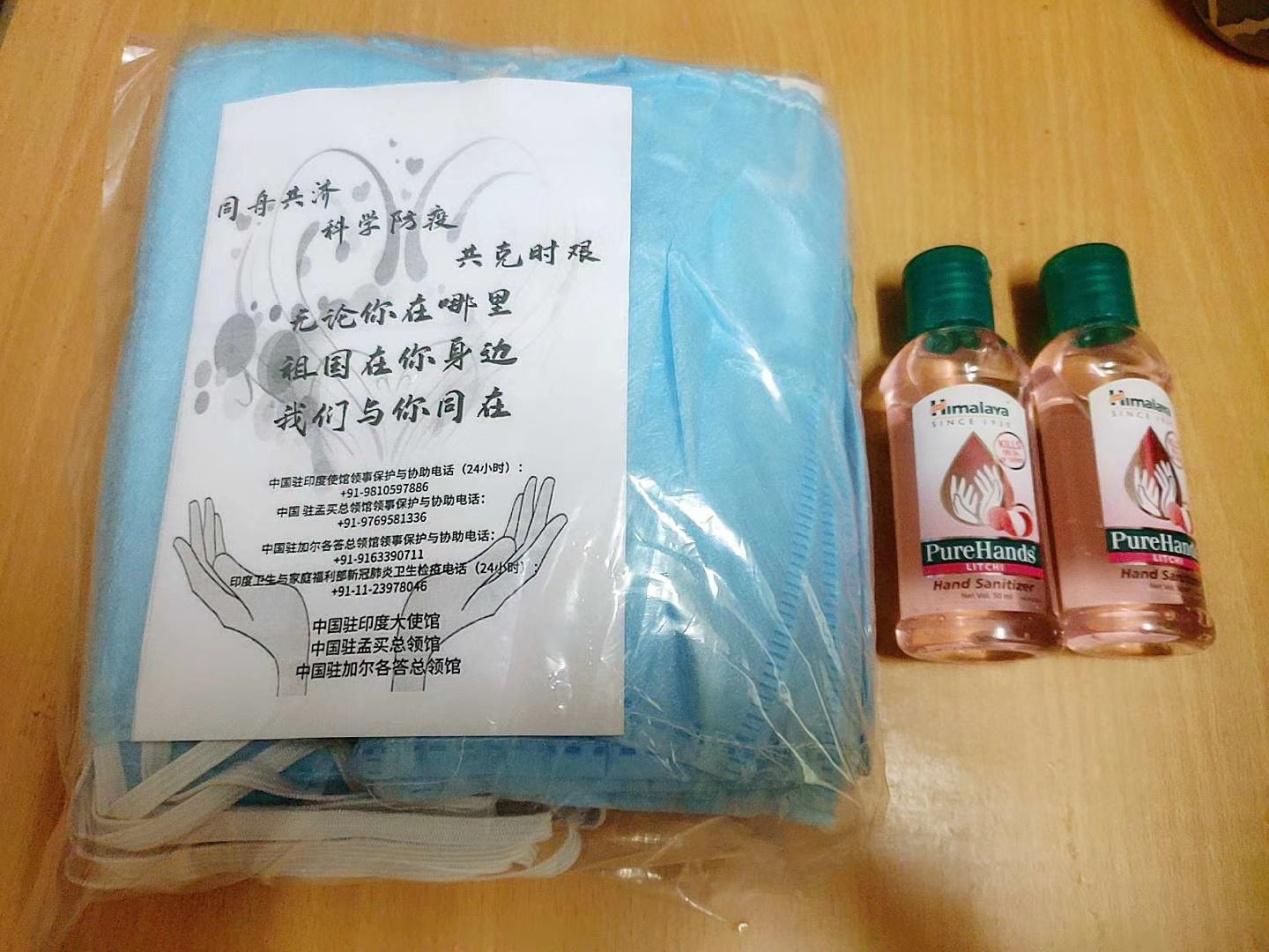 同舟共济
科学防疫
共克时艰
无论你在哪里
祖国在你身边
我们与你同在
中国驻印度使馆领事保护与协助电话（24小时）：
+91-9810597886
中国 驻孟买总领馆领事保护与协助电话：
+91-9769581336
中国驻加尔各答总领馆领事保护与协助电话：
+91-9163390711
印度卫生与家庭福利部新冠肺炎卫生检疫电话（24小时）：
+91-11-23978046
中国驻印度大使馆
中国驻孟买总领馆
中国驻加尔各答总领馆
Himalaya
SINCE 1930
KILLS
PureHands
LITCHI
Hand Sanitizer
Net Vol. 50 ml
Himalaya
SINCE
PureHands
LITCHI
Hand
Net Vol.